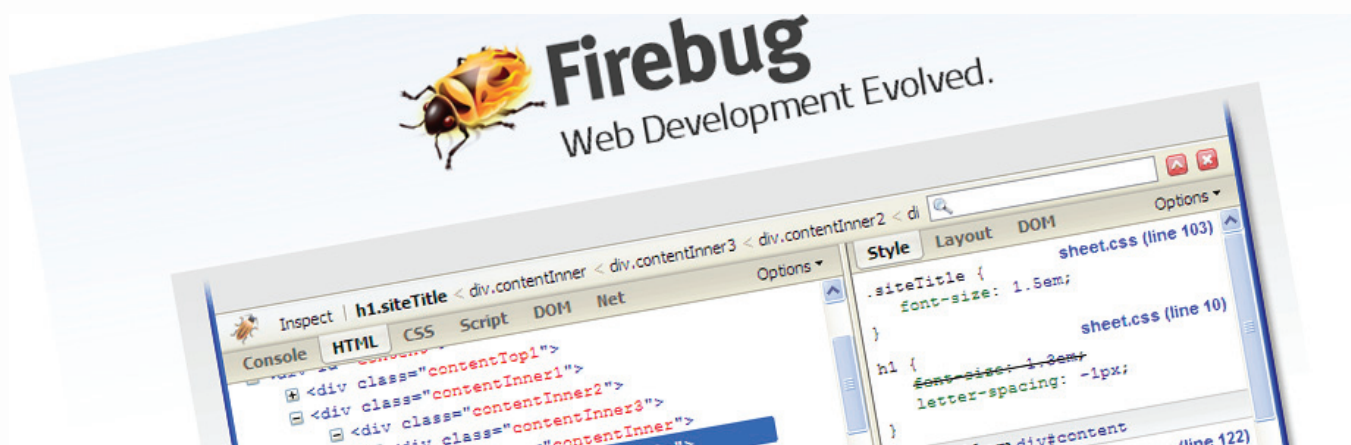 Firebug
Web Development Evolved.
Inspect | h1.siteTitle < div.contentInner < div.contentInner3 < div.contentInner2 < di
Console HTML CSS Script DOM Net Options
<div class="contentTop1">
<div class="contentInner1">
<div class="contentInner2">
<div class="contentInner3">
="contentInner">
">
Style Layout DOM Options
sheet.css (line 103)
.siteTitle {
font-size: 1.5em;
}
sheet.css (line 10)
h1 {
font-size: 1.3em;
letter-spacing: -1px;
}
div#content
(line 122)